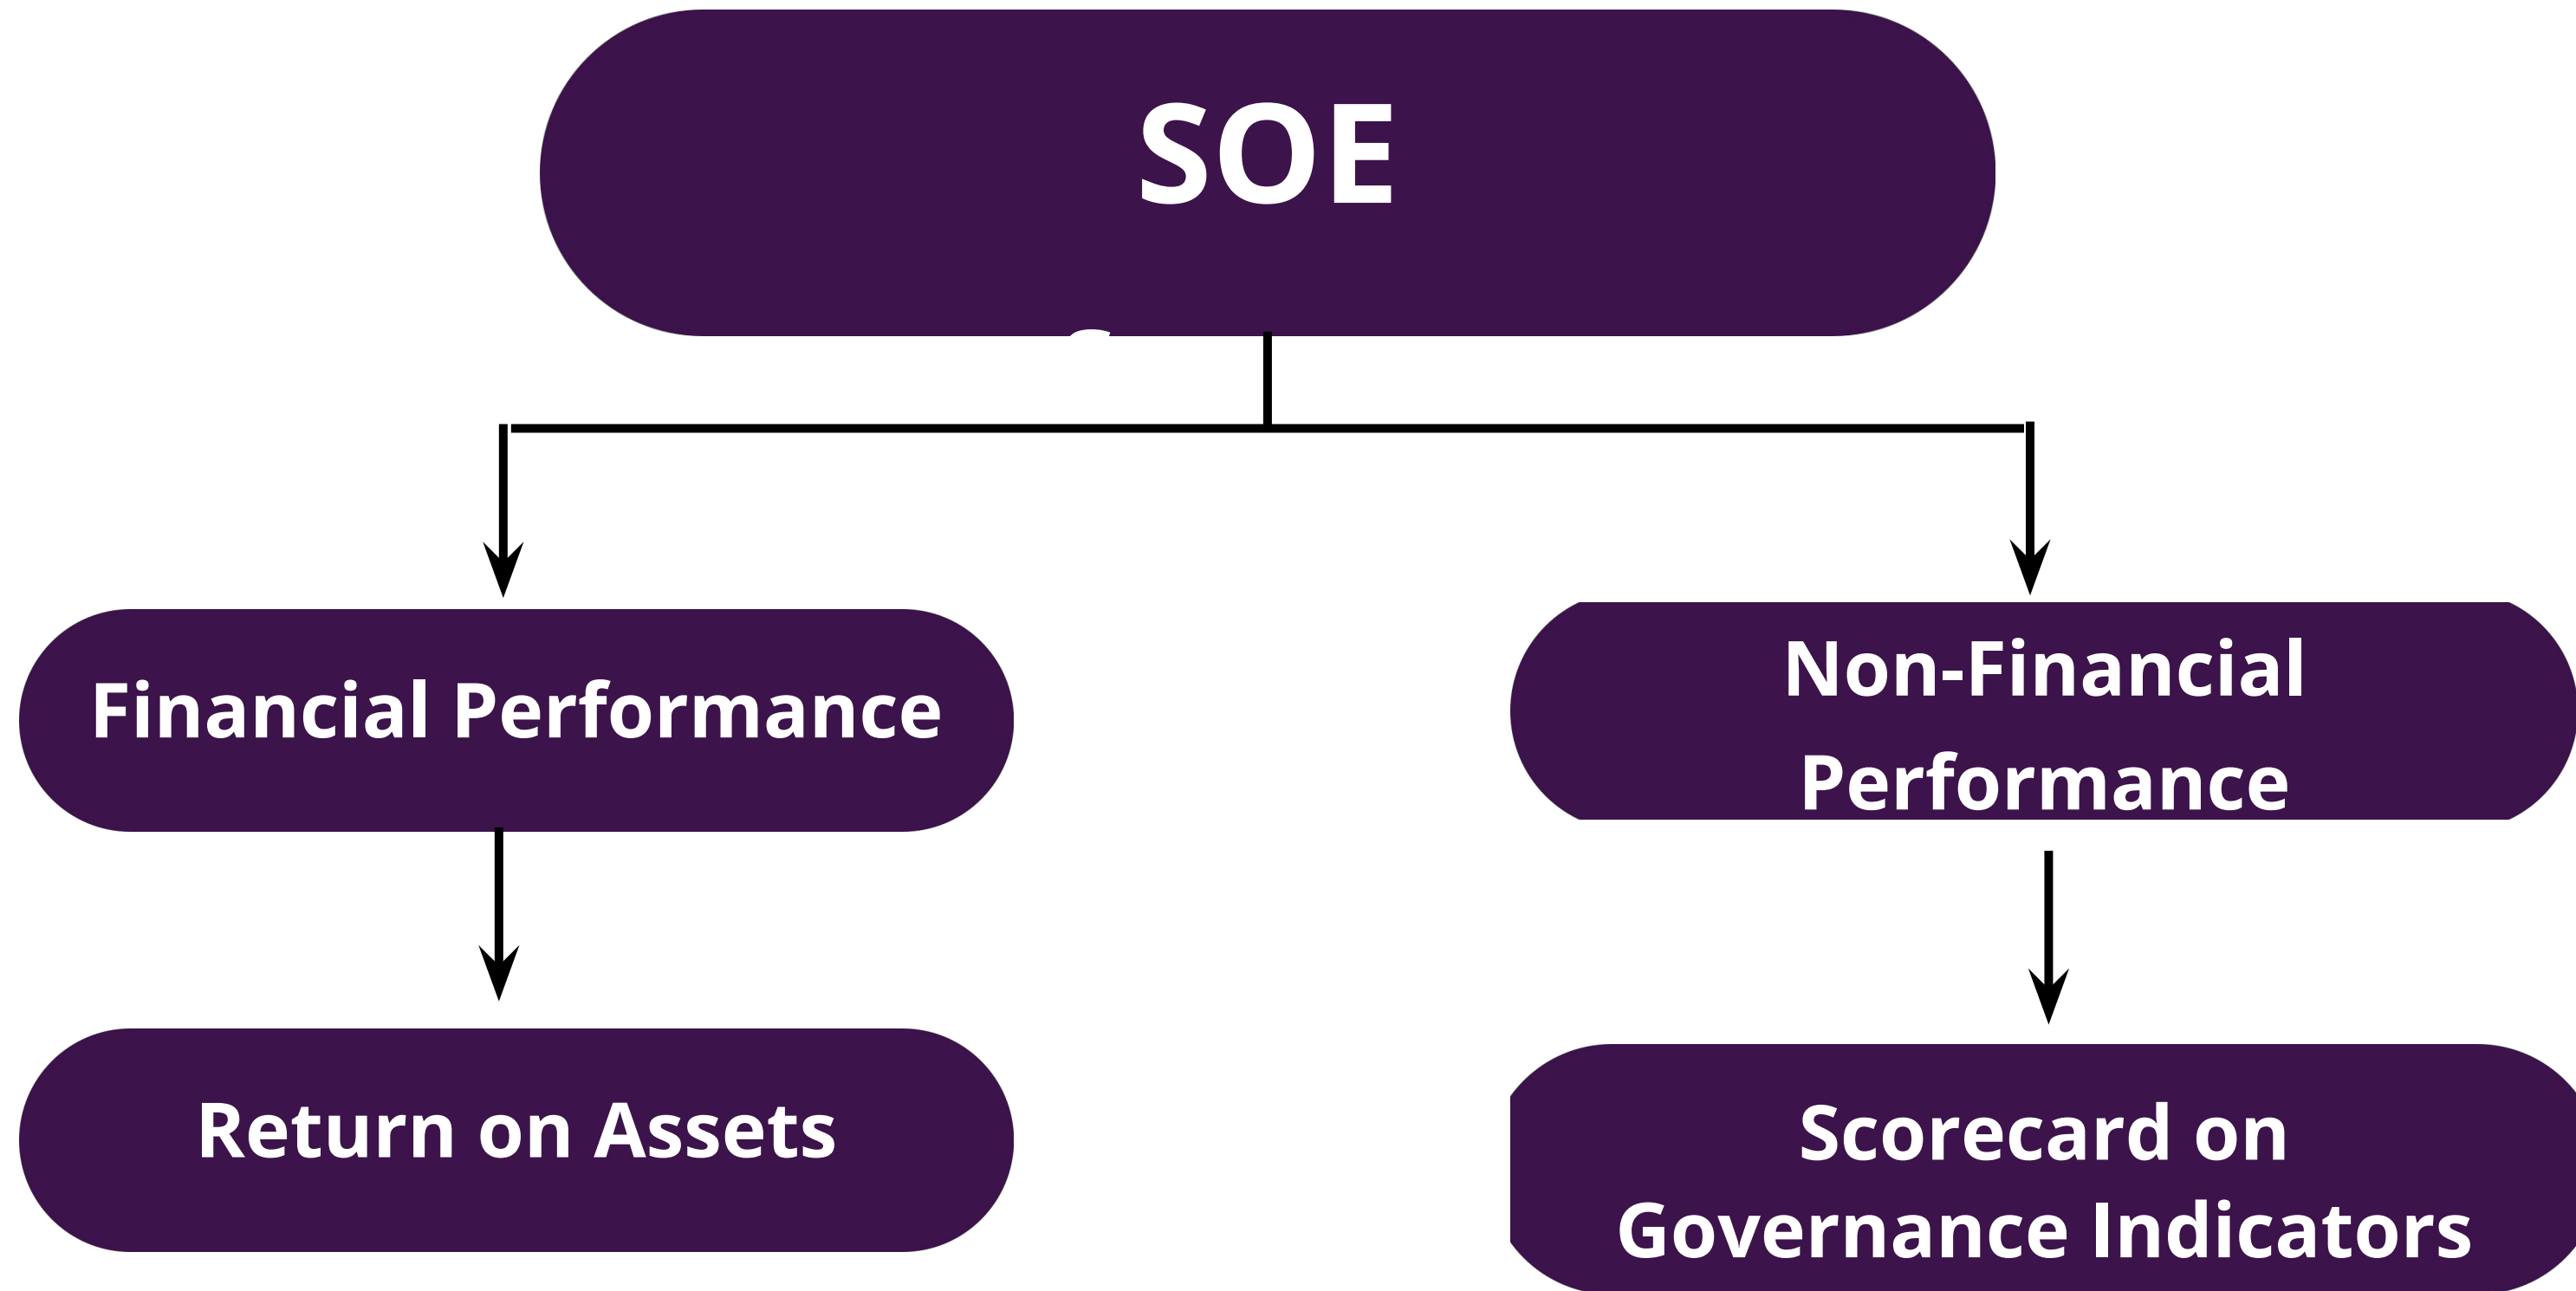 SOE
Financial Performance
Non-Financial
Performance
Return on Assets
Scorecard on
Governance Indicators